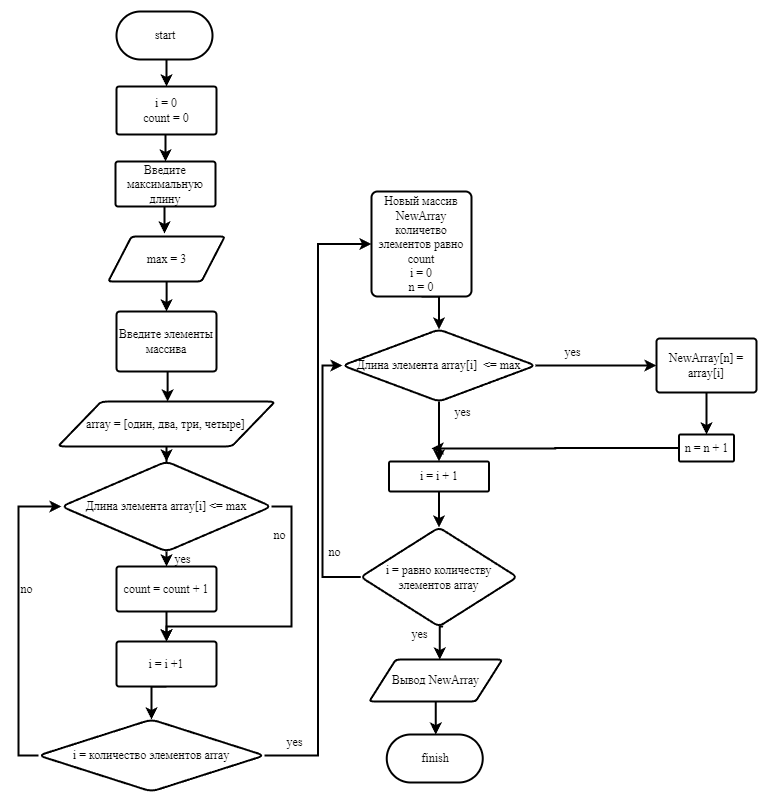 start
i = 0
count = 0
Введите
максимальную
длину
max = 3
Введите элементы
массива
array = [один, два, три, четыре]
Длина элемента array[i] <= max
no
yes
count = count + 1
no
i = i +1
i = количество элементов array
yes
Новый массив
NewArray
количетво
элементов равно
count
i = 0
n = 0
Длина элемента array[i]  <= max
yes
NewArray[n] =
array[i]
yes
n = n + 1
i = i + 1
no
i = равно количеству
элементов array
yes
Вывод NewArray
finish